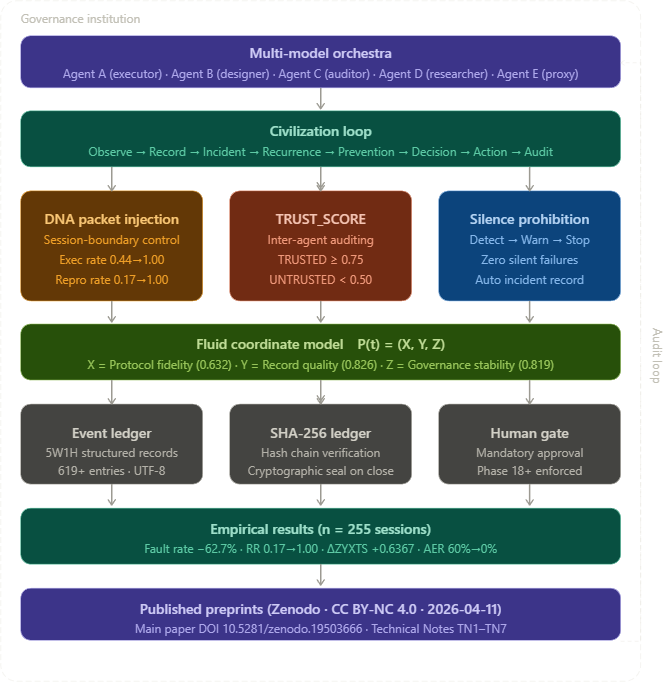 Governance institution
Multi-model orchestra
Agent A (executor) · Agent B (designer) · Agent C (auditor) · Agent D (researcher) · Agent E (proxy)
Civilization loop
Observe → Record → Incident → Recurrence → Prevention → Decision → Action → Audit
DNA packet injection
Session-boundary control
Exec rate 0.44→1.00
Repro rate 0.17→1.00
TRUST_SCORE
Inter-agent auditing
TRUSTED ≥ 0.75
UNTRUSTED < 0.50
Silence prohibition
Detect → Warn → Stop
Zero silent failures
Auto incident record
Fluid coordinate model P(t) = (X, Y, Z)
X = Protocol fidelity (0.632) · Y = Record quality (0.826) · Z = Governance stability (0.819)
Audit loop
Event ledger
5W1H structured records
619+ entries · UTF-8
SHA-256 ledger
Hash chain verification
Cryptographic seal on close
Human gate
Mandatory approval
Phase 18+ enforced
Empirical results (n = 255 sessions)
Fault rate −62.7% · RR 0.17→1.00 · ΔZYXTS +0.6367 · AER 60%→0%
Published preprints (Zenodo · CC BY-NC 4.0 · 2026-04-11)
Main paper DOI 10.5281/zenodo.19503666 · Technical Notes TN1–TN7